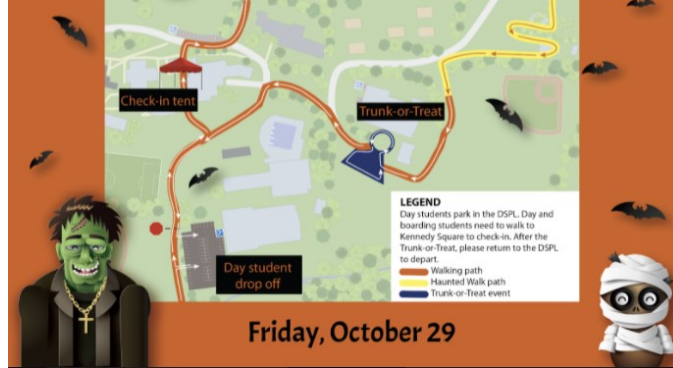 Check-in tent
Trunk-or-Treat
LEGEND
Day students park in the DSPL. Day and
boarding students need to walk to
Kennedy Square to check-in. After the
Trunk-or-Treat, please return to the DSPL
to depart.
Walking path
Haunted Walk path
Trunk-or-Treat event
Day student
drop off
Friday, October 29